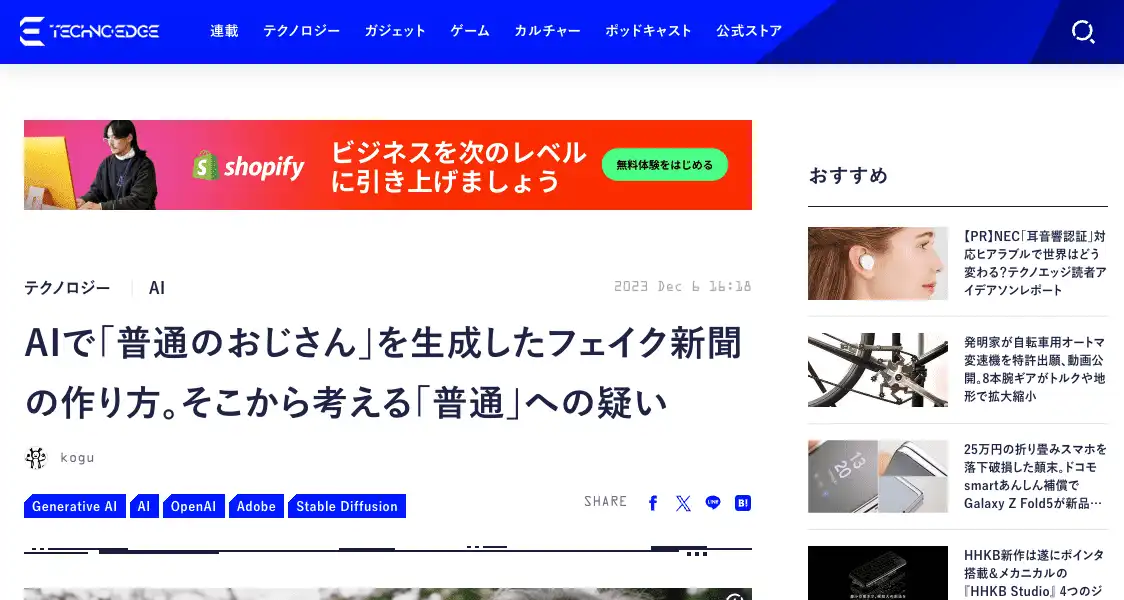 TECHNOEDGE
連載
テクノロジー
ガジェット
ゲーム
カルチャー
ポッドキャスト
公式ストア
shopify
ビジネスを次のレベル
に引き上げましょう
無料体験をはじめる
テクノロジー
AI
2023 Dec 6 16:18
AIで「普通のおじさん」を生成したフェイク新聞
の作り方。そこから考える「普通」への疑い
kogu
Generative AI
AI
OpenAI
Adobe
Stable Diffusion
SHARE
おすすめ
【PR】NEC「耳音響認証」対
応ヒアラブルで世界はどう
変わる?テクノエッジ読者ア
イデアソンレポート
発明家が自転車用オートマ
変速機を特許出願、動画公
開。8本腕ギアがトルクや地
形で拡大縮小
25万円の折り畳みスマホを
落下破損した顛末。ドコモ
smartあんしん補償で
Galaxy Z Fold5が新品…
HHKB新作は遂にポインタ
搭載&メカニカルの
『HHKB Studio』 4つのジ